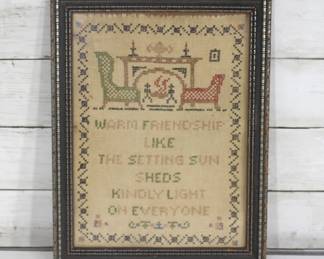 WARM FRIENDSHIP
LIKE
THE SETTING SUN
SHEDS
KINDLY LIGHT
ON EVERYONE